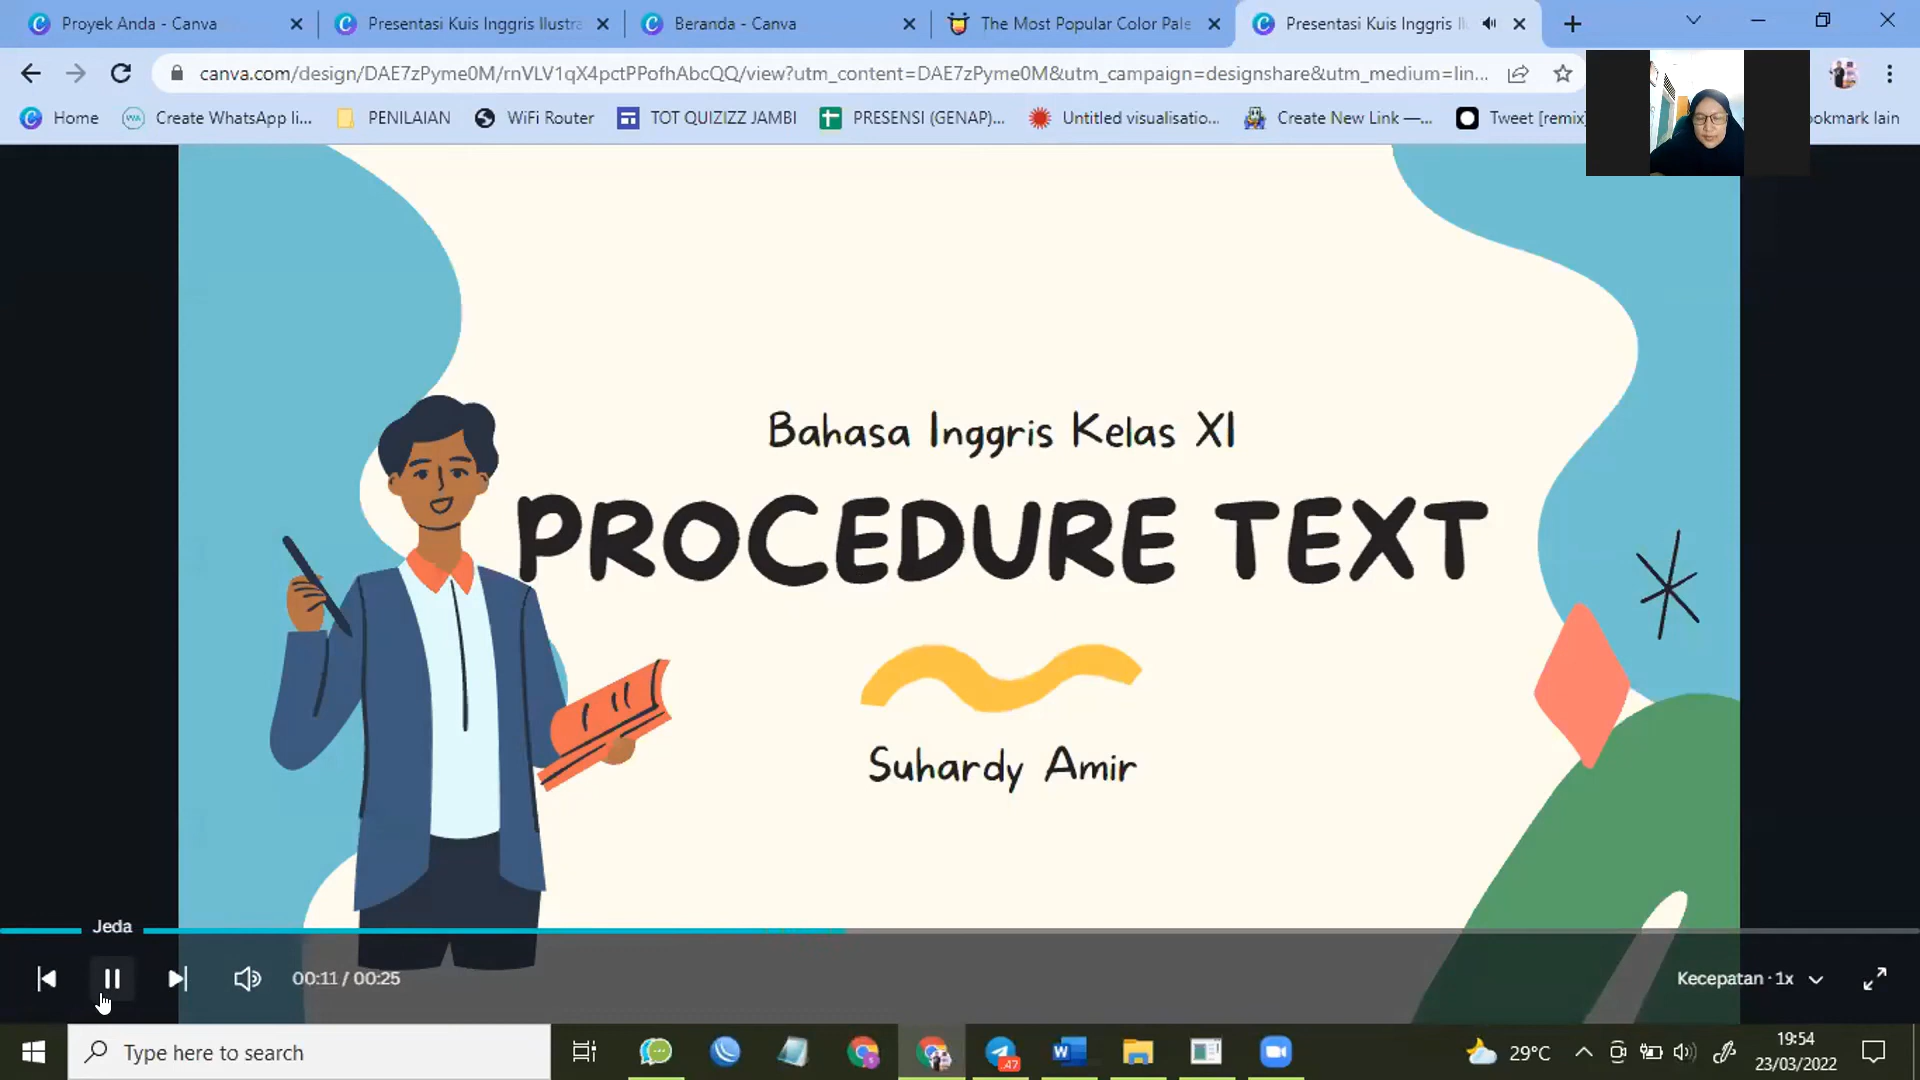 Proyek Anda - Canva
Presentasi Kuis Inggris Ilustra
Beranda - Canva
The Most Popular Color Pale
Presentasi Kuis Inggris Il
canva.com/design/DAE7zPyme0M/rnVLV1qX4pctPPofhAbcQQ/view?utm_content=DAE7zPyme0M&utm_campaign=designshare&utm_medium=lin...
Home
Create WhatsApp li...
PENILAIAN
WiFi Router
TOT QUIZIZZ JAMBI
PRESENSI (GENAP)...
Untitled visualisatio...
Create New Link —...
Tweet [remix]
ookmark lain
Bahasa Inggris Kelas XI
PROCEDURE TEXT
Suhardy Amir
Jeda
00:11 / 00:25
Kecepatan · 1x
Type here to search
47
29°C
19:54
23/03/2022